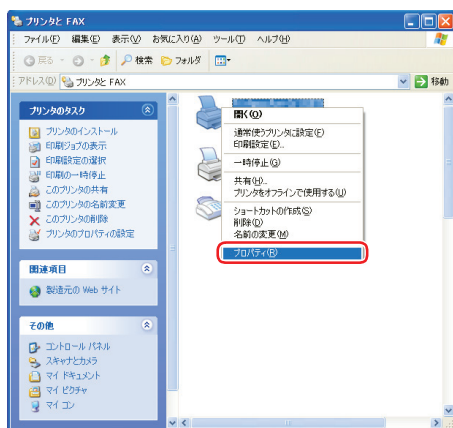 プリンタと FAX
ファイル(F) 編集(E) 表示(V) お気に入り(A) ツール(T) ヘルプ(H)
戻る 検索 フォルダ
アドレス(D) プリンタと FAX 移動
プリンタのタスク
プリンタのインストール
印刷ジョブの表示
印刷設定の選択
印刷の一時停止
このプリンタの共有
このプリンタの名前変更
このプリンタの削除
プリンタのプロパティの設定
関連項目
製造元の Web サイト
その他
コントロール パネル
スキャナとカメラ
マイ ドキュメント
マイ ピクチャ
マイ コン
開く(O)
通常使うプリンタに設定(F)
印刷設定(E)...
一時停止(G)
共有(H)...
プリンタをオフラインで使用する(U)
ショートカットの作成(S)
削除(D)
名前の変更(M)
プロパティ(R)